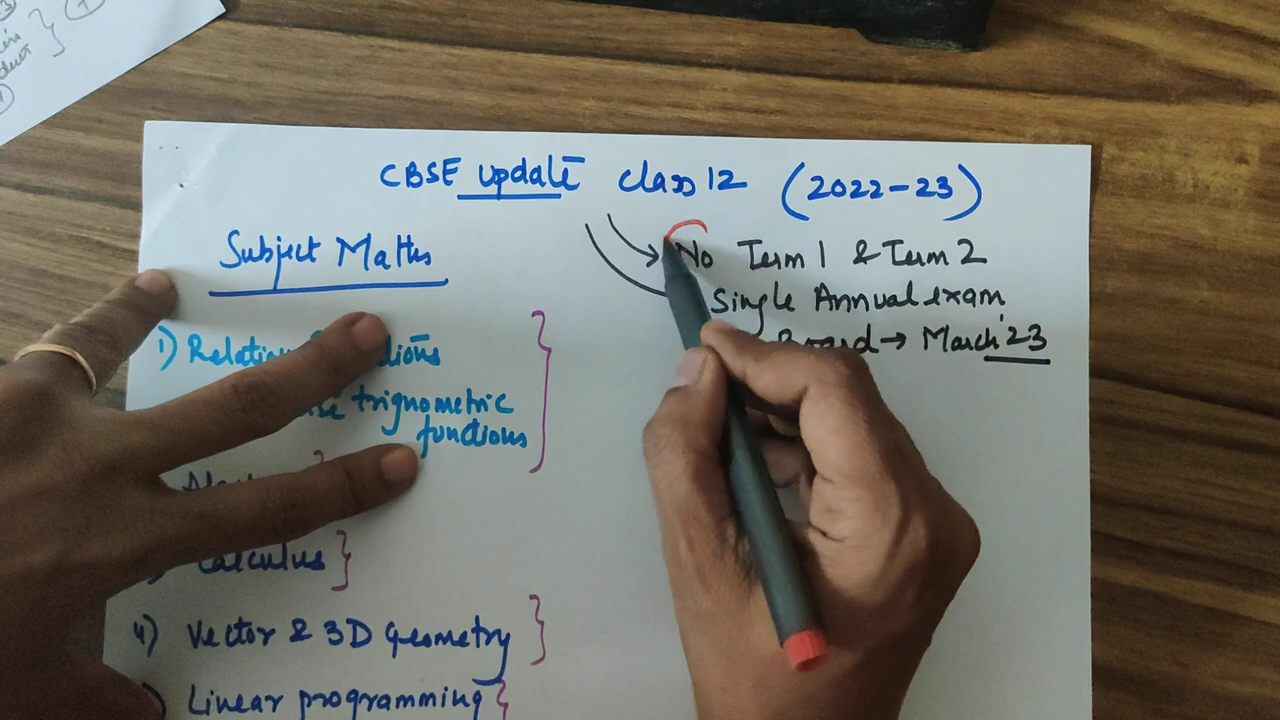 CBSE update class 12 (2022-23)
Subject Maths
No Term 1 & Term 2
Single Annual exam
Board → March'23
1)
trignometric
functions
Calculus
4) Vector & 3D Geometry
Linear programming